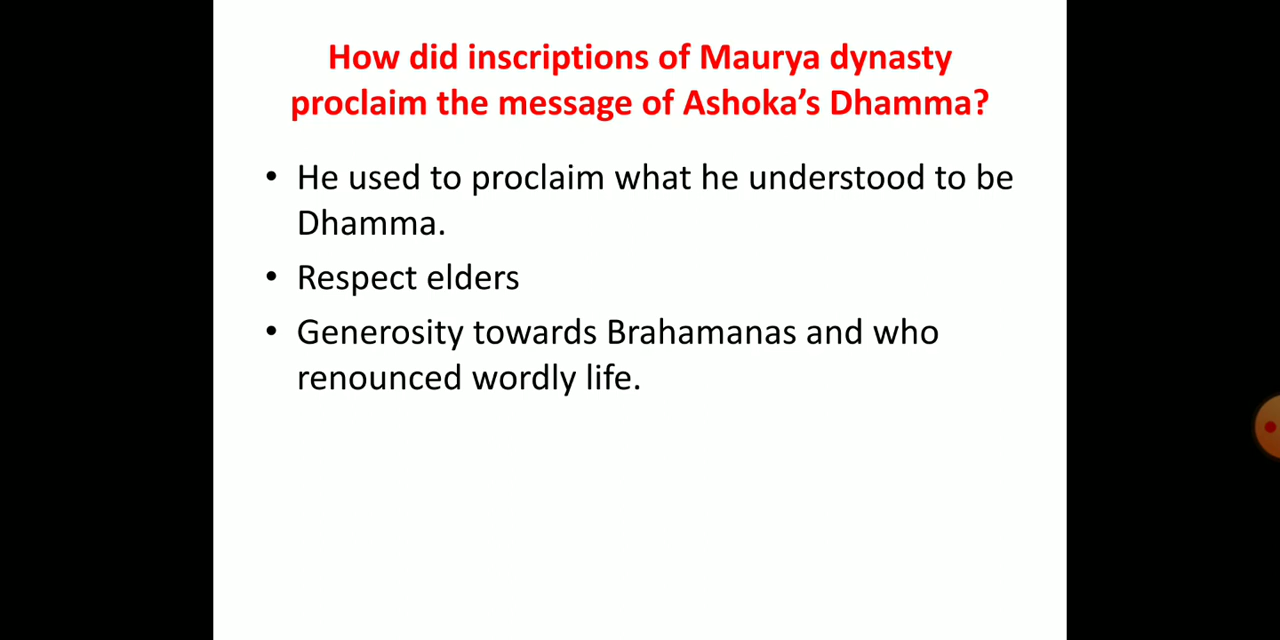 How did inscriptions of Maurya dynasty
proclaim the message of Ashoka’s Dhamma?
• He used to proclaim what he understood to be
Dhamma.
• Respect elders
• Generosity towards Brahamanas and who
renounced wordly life.